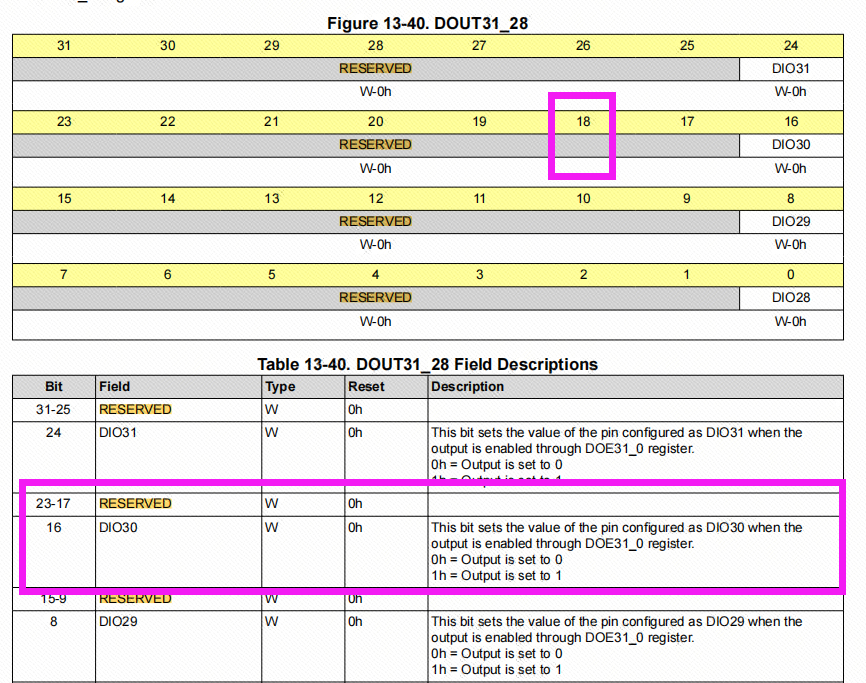 Figure 13-40. DOUT31_28
31 30 29 28 27 26 25 24
RESERVED DIO31
W-0h W-0h
23 22 21 20 19 18 17 16
RESERVED DIO30
W-0h W-0h
15 14 13 12 11 10 9 8
RESERVED DIO29
W-0h W-0h
7 6 5 4 3 2 1 0
RESERVED DIO28
W-0h W-0h
Table 13-40. DOUT31_28 Field Descriptions
Bit Field Type Reset Description
31-25 RESERVED W 0h
24 DIO31 W 0h This bit sets the value of the pin configured as DIO31 when the
output is enabled through DOE31_0 register.
0h = Output is set to 0
1h = Output is set to 1
23-17 RESERVED W 0h
16 DIO30 W 0h This bit sets the value of the pin configured as DIO30 when the
output is enabled through DOE31_0 register.
0h = Output is set to 0
1h = Output is set to 1
15-9 RESERVED W 0h
8 DIO29 W 0h This bit sets the value of the pin configured as DIO29 when the
output is enabled through DOE31_0 register.
0h = Output is set to 0
1h = Output is set to 1